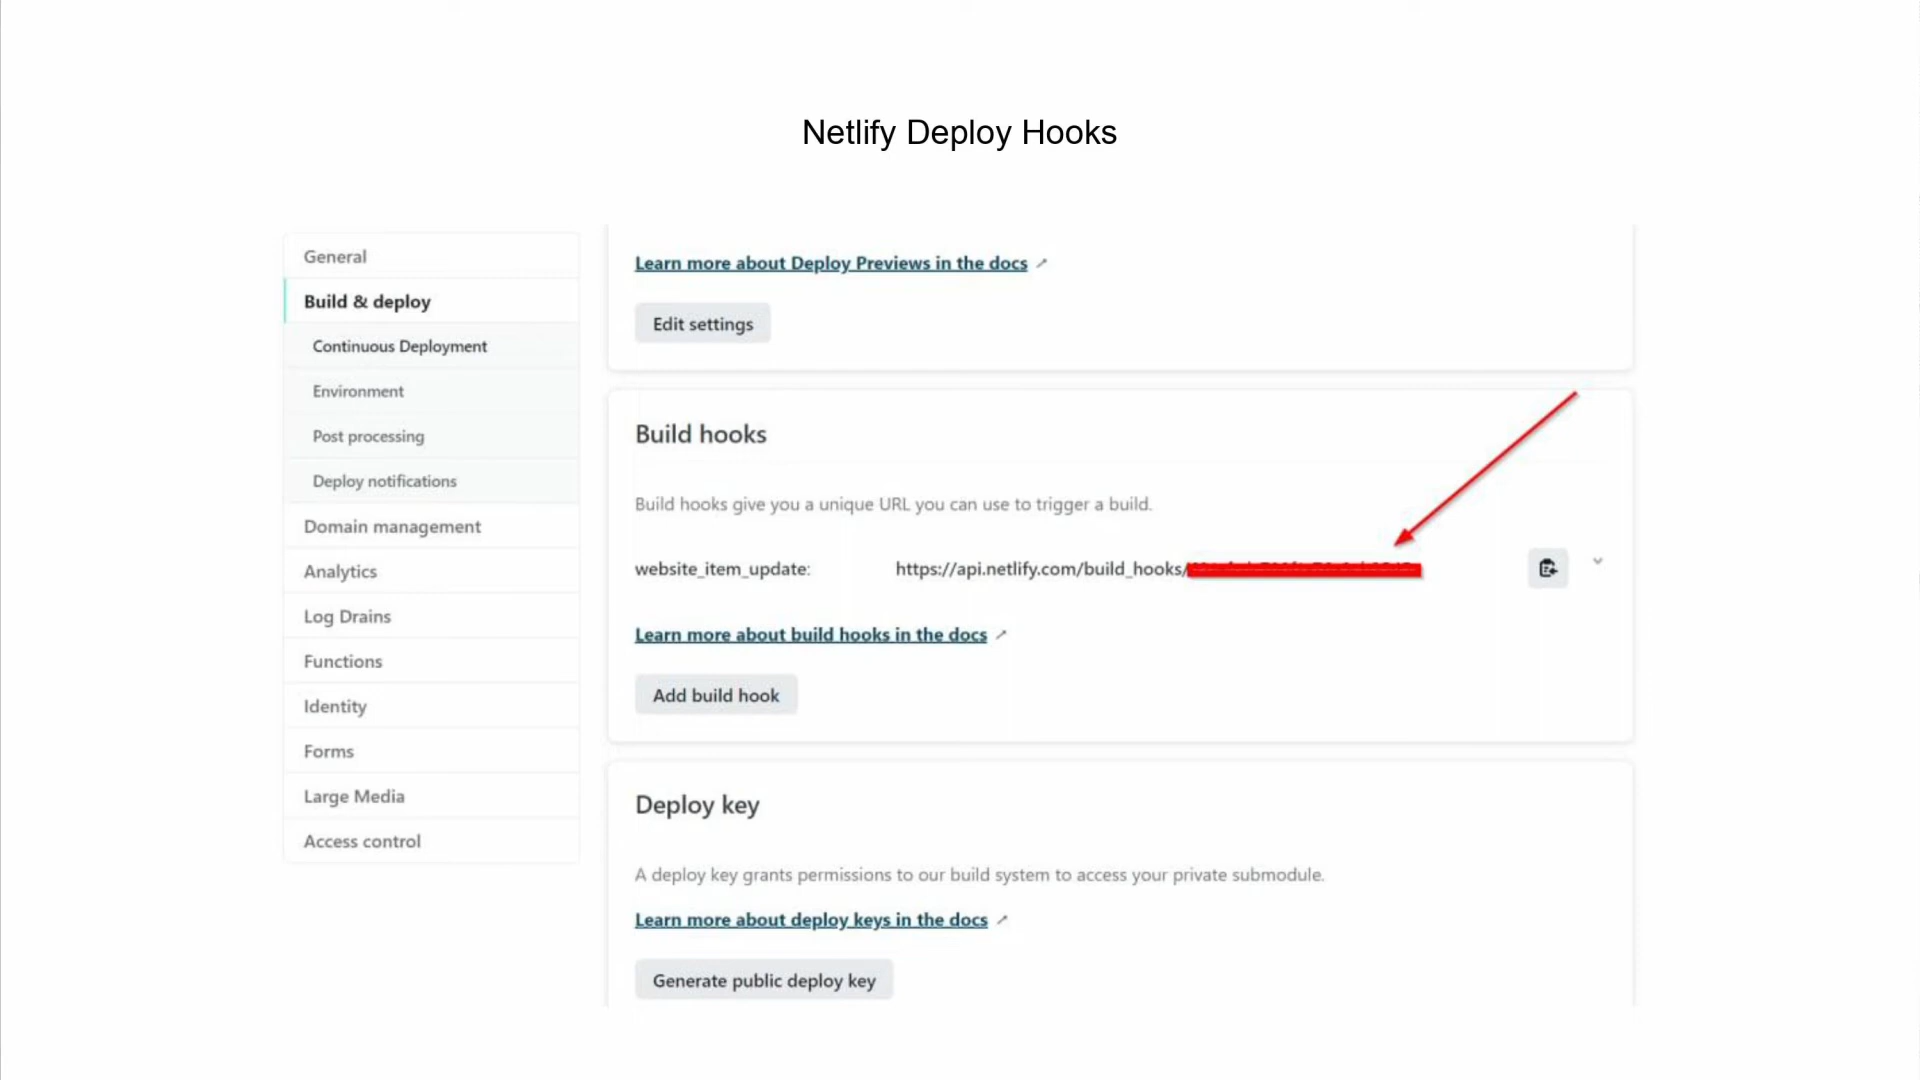 Netlify Deploy Hooks
General
Build & deploy
Continuous Deployment
Environment
Post processing
Deploy notifications
Domain management
Analytics
Log Drains
Functions
Identity
Forms
Large Media
Access control
Learn more about Deploy Previews in the docs
Edit settings
Build hooks
Build hooks give you a unique URL you can use to trigger a build.
website_item_update: https://api.netlify.com/build_hooks/
Learn more about build hooks in the docs
Add build hook
Deploy key
A deploy key grants permissions to our build system to access your private submodule.
Learn more about deploy keys in the docs
Generate public deploy key